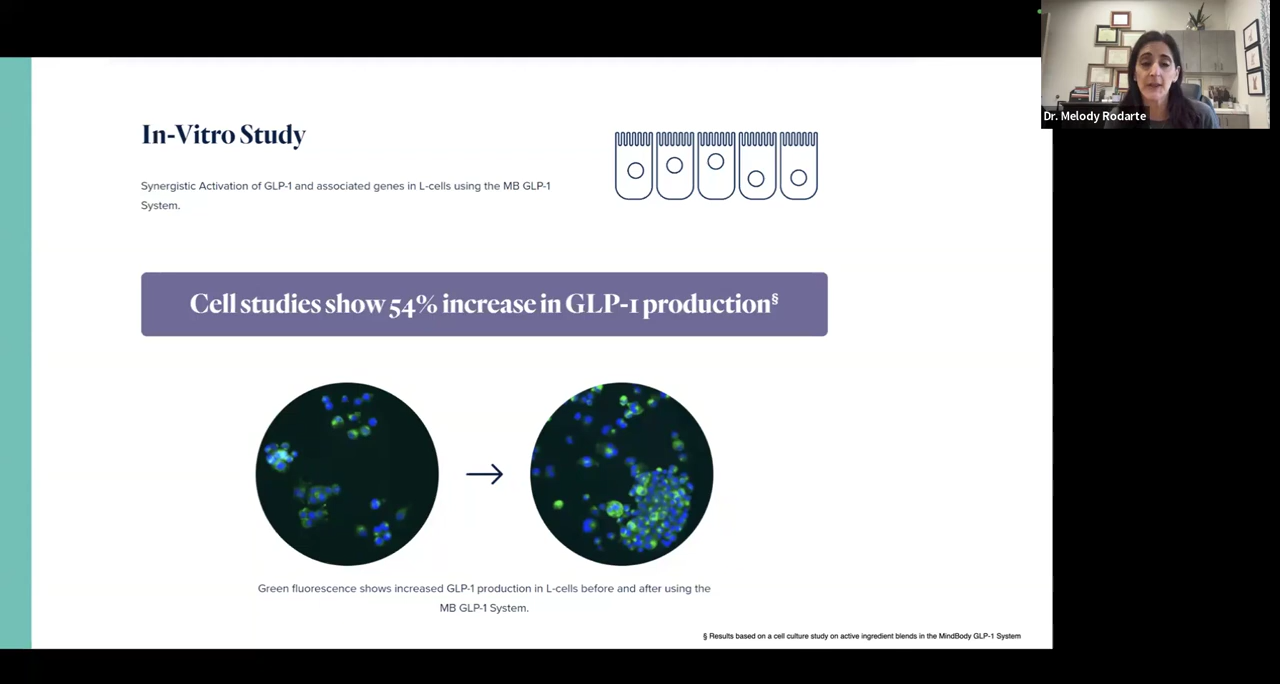 Dr. Melody Rodarte
In-Vitro Study
Synergistic Activation of GLP-1 and associated genes in L-cells using the MB GLP-1
System.
Cell studies show 54% increase in GLP-1 production§
Green fluorescence shows increased GLP-1 production in L-cells before and after using the
MB GLP-1 System.
§ Results based on a cell culture study on active ingredient blends in the MindBody GLP-1 System